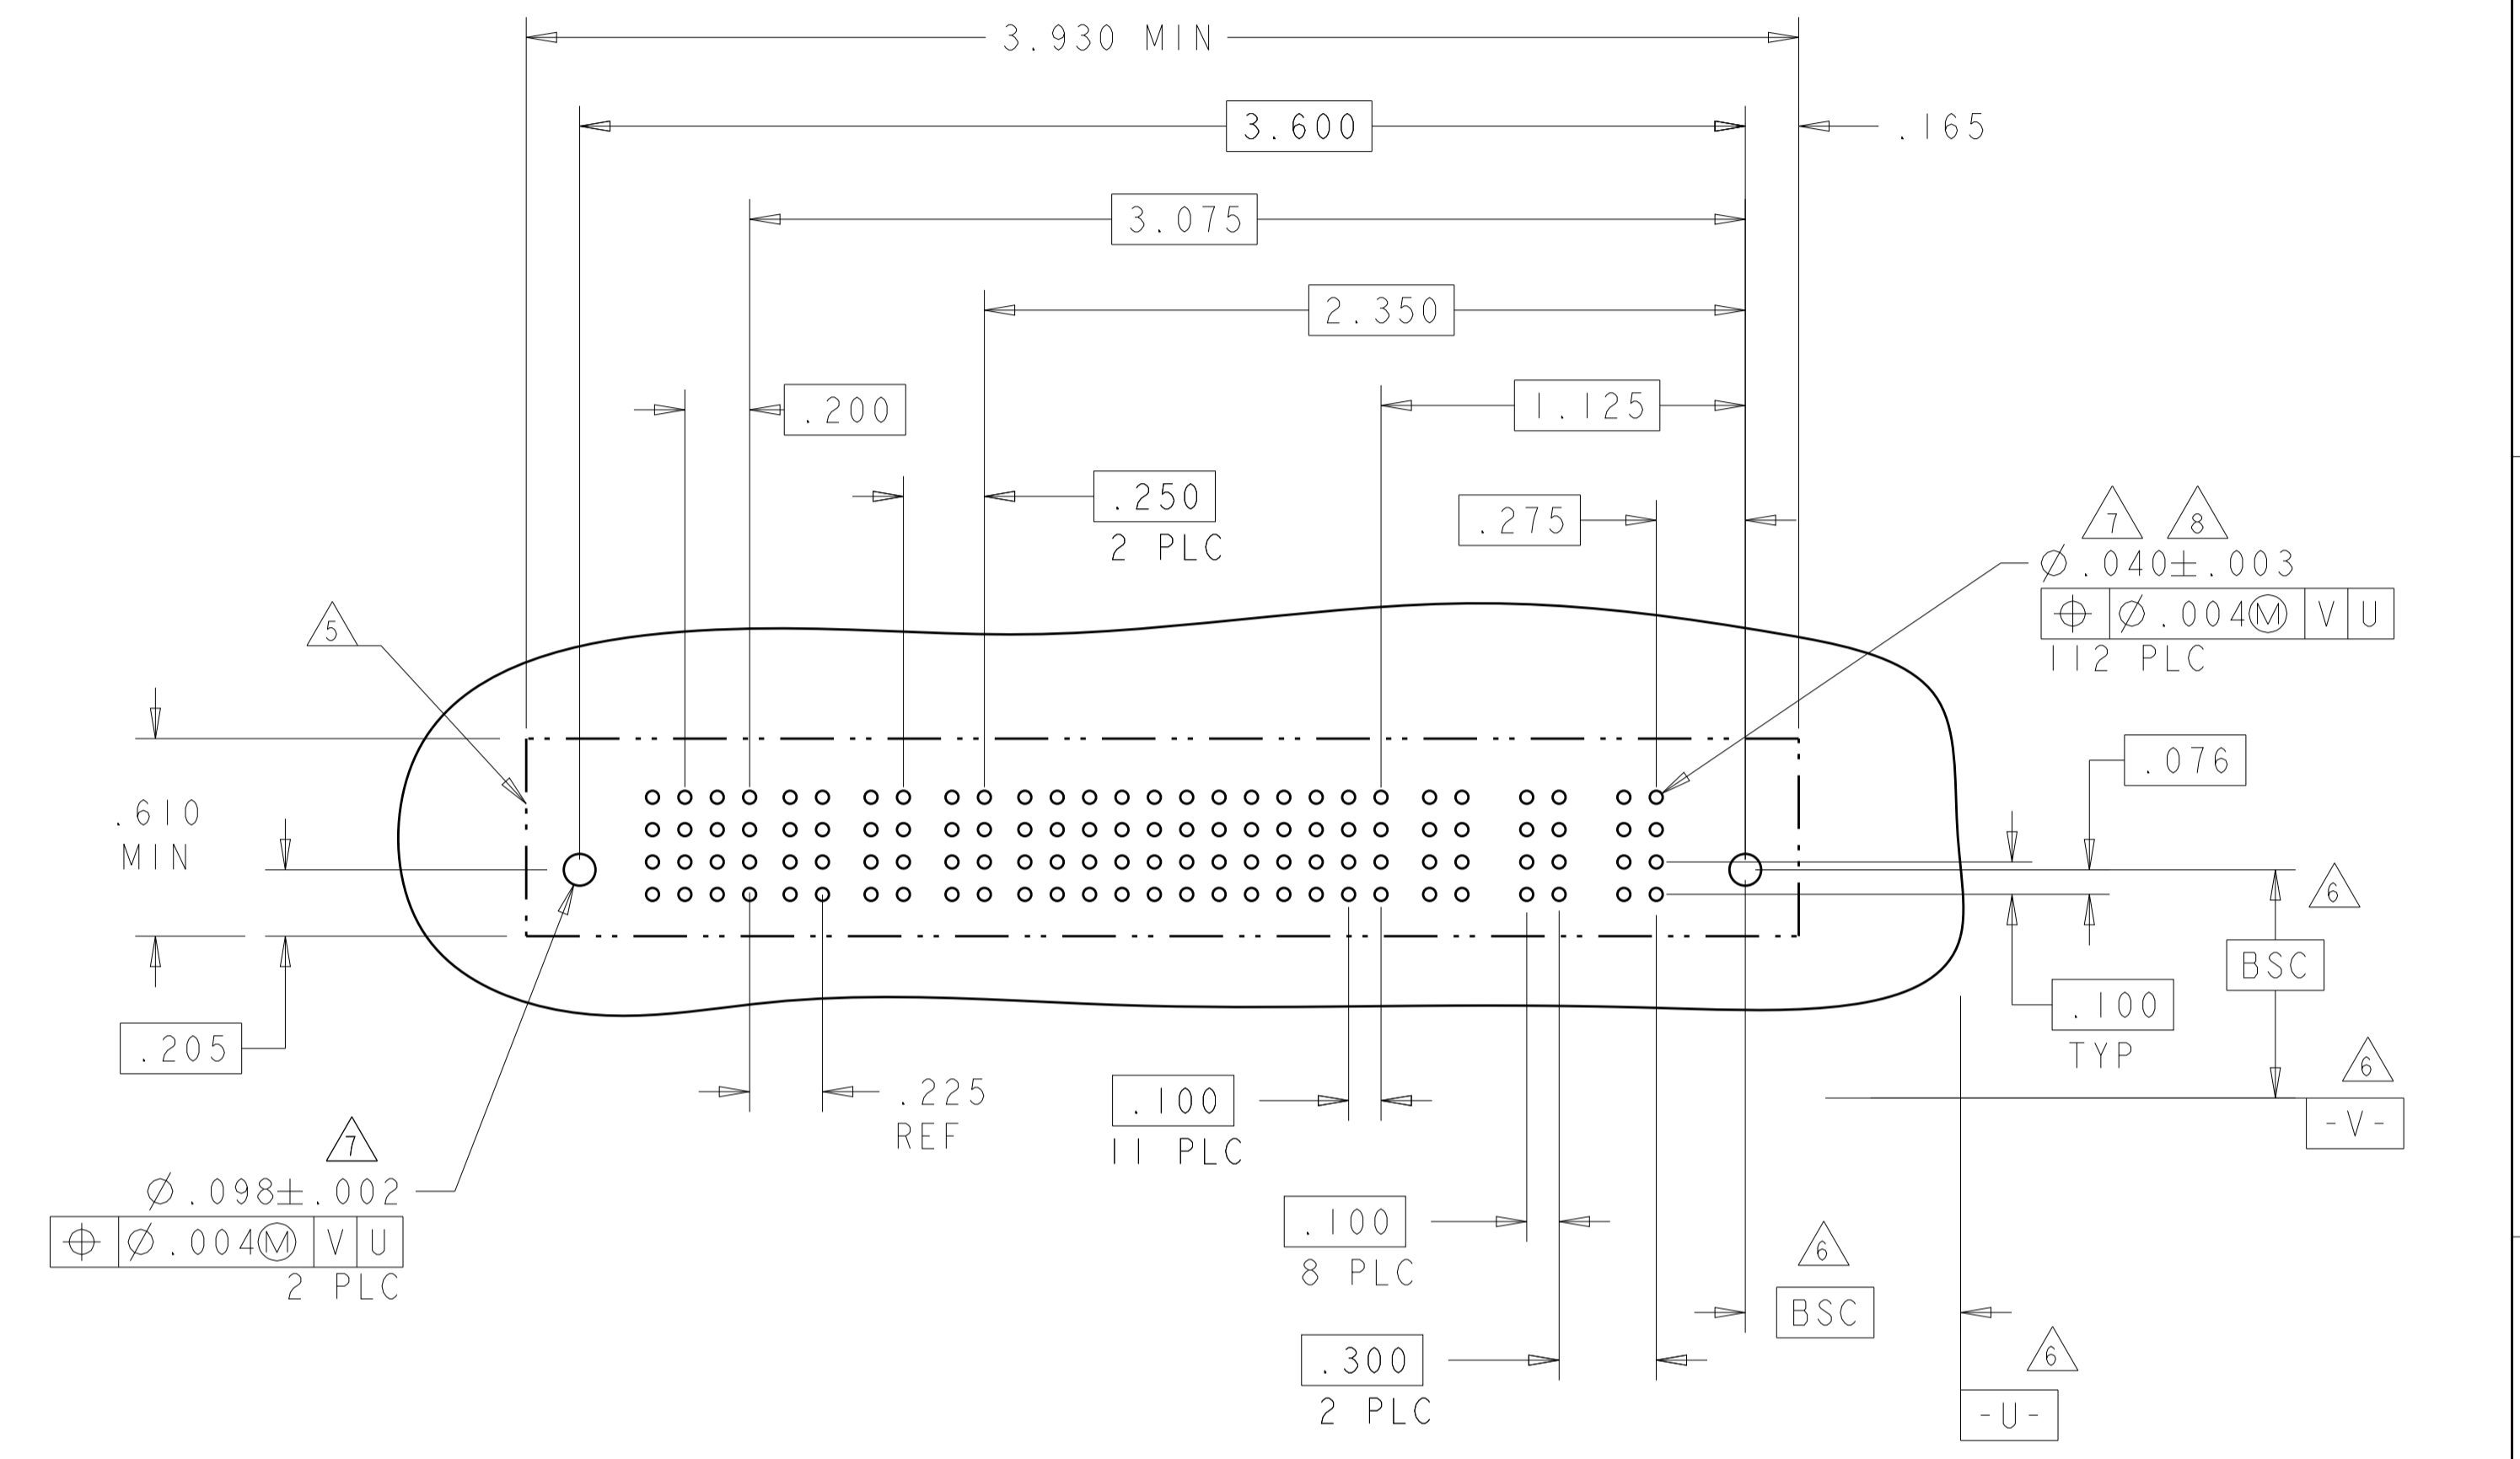 3.930 MIN
3.600
.165
3.075
2.350
.200
1.125
.250
2 PLC
.275
7 8
⌀.040±.003
⌖ ⌀.004Ⓜ V U
112 PLC
5
.076
.610
MIN
6
BSC
.100
TYP
.205
6
-V-
.225
REF
.100
11 PLC
7
⌀.098±.002
⌖ ⌀.004Ⓜ V U
2 PLC
.100
8 PLC
6
BSC
.300
2 PLC
6
-U-